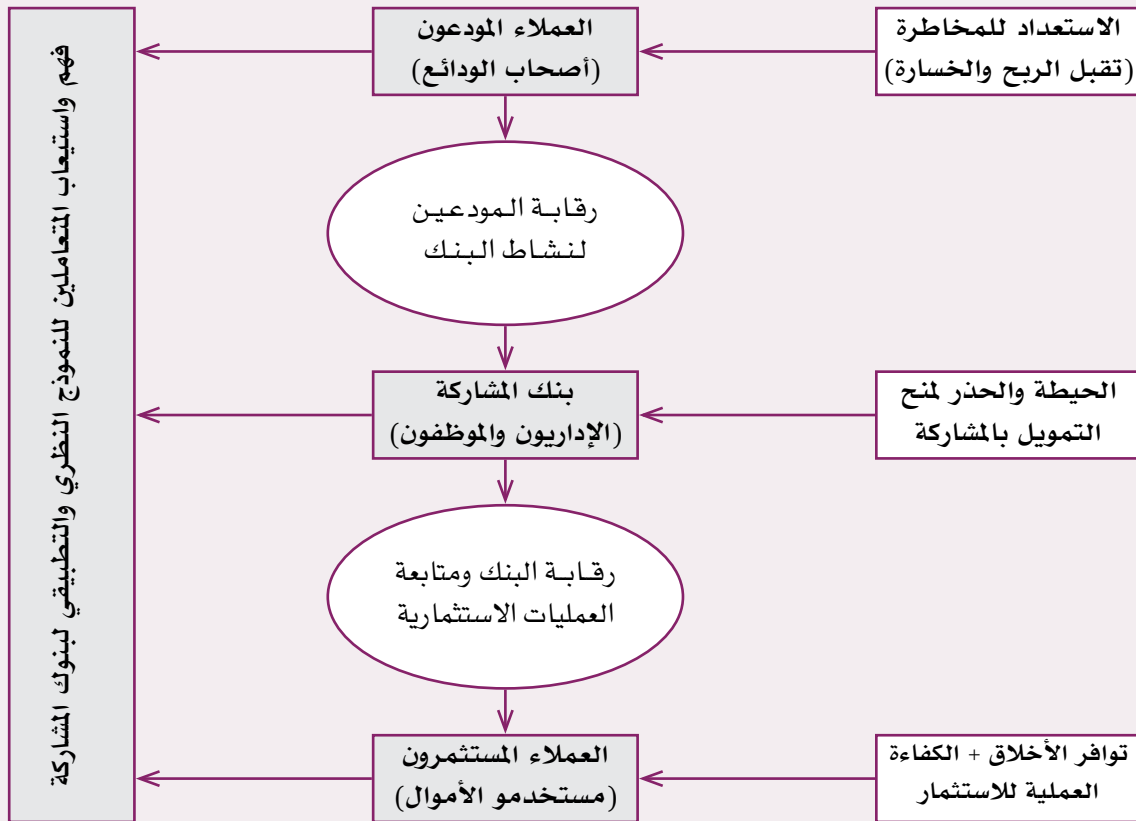 الاستعداد للمخاطرة
(تقبل الربح والخسارة)
العملاء المودعون
(أصحاب الودائع)
رقابة المودعين
لنشاط البنك
الحيطة والحذر لمنح
التمويل بالمشاركة
بنك المشاركة
(الإداريون والموظفون)
رقابة البنك ومتابعة
العمليات الاستثمارية
توافر الأخلاق + الكفاءة
العملية للاستثمار
العملاء المستثمرون
(مستخدمو الأموال)
فهم واستيعاب المتعاملين للنموذج النظري والتطبيقي لبنوك المشاركة